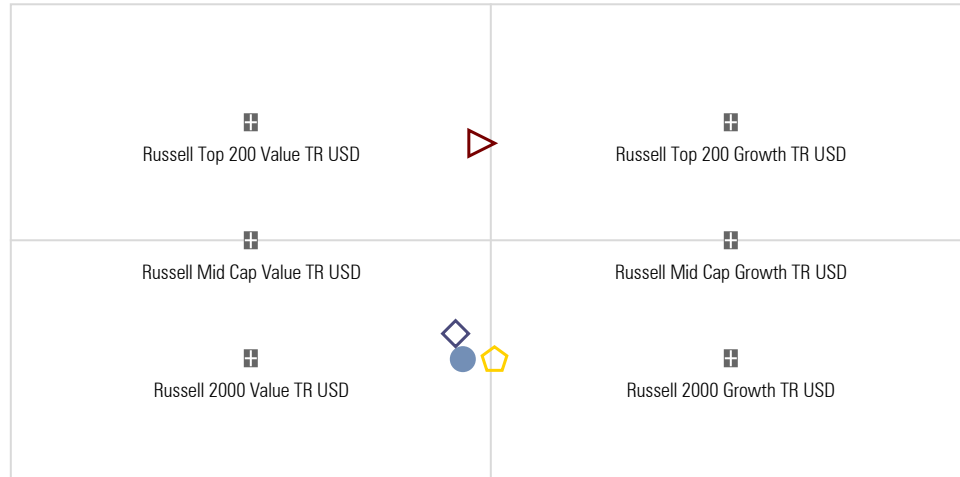 Russell Top 200 Value TR USD
Russell Top 200 Growth TR USD
Russell Mid Cap Value TR USD
Russell Mid Cap Growth TR USD
Russell 2000 Value TR USD
Russell 2000 Growth TR USD